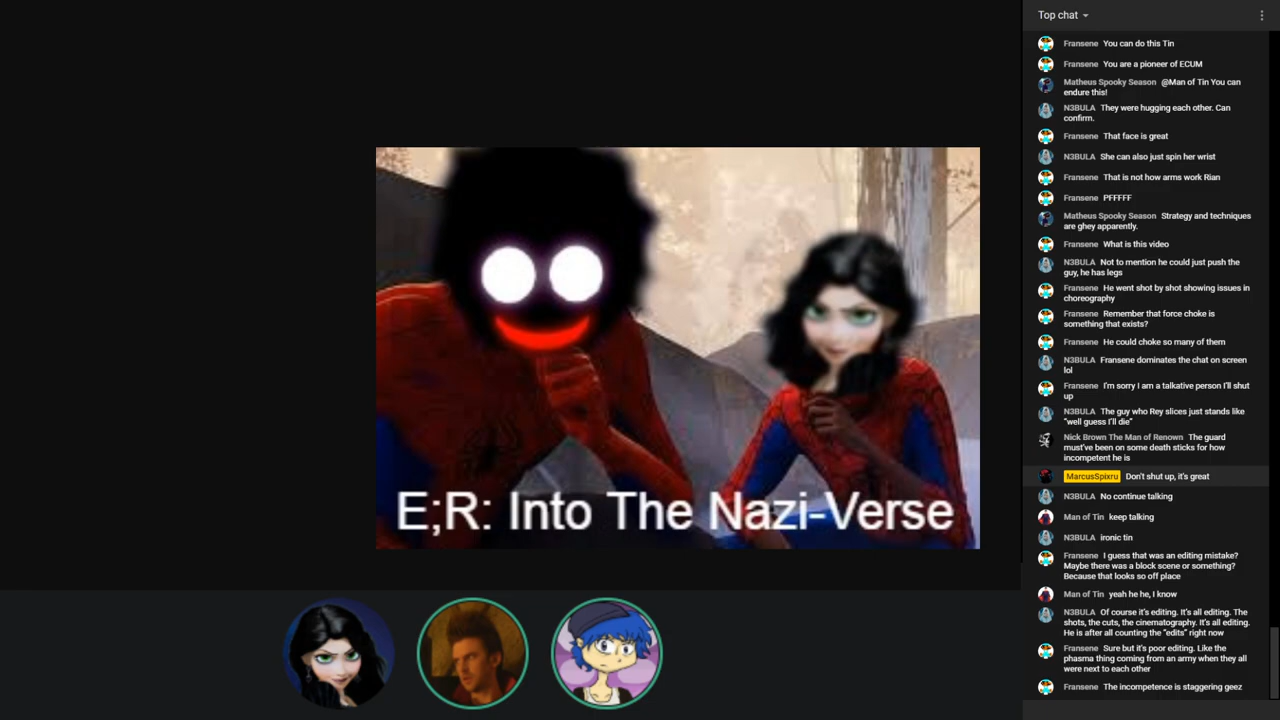 Top chat
Fransene You can do this Tin
Fransene You are a pioneer of ECUM
Matheus Spooky Season @Man of Tin You can
endure this!
N3BULA They were hugging each other. Can
confirm.
Fransene That face is great
N3BULA She can also just spin her wrist
Fransene That is not how arms work Rian
Fransene PFFFFF
Matheus Spooky Season Strategy and techniques
are ghey apparently.
Fransene What is this video
N3BULA Not to mention he could just push the
guy, he has legs
Fransene He went shot by shot showing issues in
choreography
Fransene Remember that force choke is
something that exists?
Fransene He could choke so many of them
N3BULA Fransene dominates the chat on screen
lol
Fransene I'm sorry I am a talkative person I'll shut
up
N3BULA The guy who Rey slices just stands like
"well guess I'll die"
Nick Brown The Man of Renown The guard
must've been on some death sticks for how
incompetent he is
MarcusSpixru Don't shut up, it's great
N3BULA No continue talking
Man of Tin keep talking
N3BULA ironic tin
Fransene I guess that was an editing mistake?
Maybe there was a block scene or something?
Because that looks so off place
Man of Tin yeah he he, I know
N3BULA Of course it's editing. It's all editing. The
shots, the cuts, the cinematography. It's all editing.
He is after all counting the "edits" right now
Fransene Sure but it's poor editing. Like the
phasma thing coming from an army when they all
were next to each other
Fransene The incompetence is staggering geez
E;R: Into The Nazi-Verse